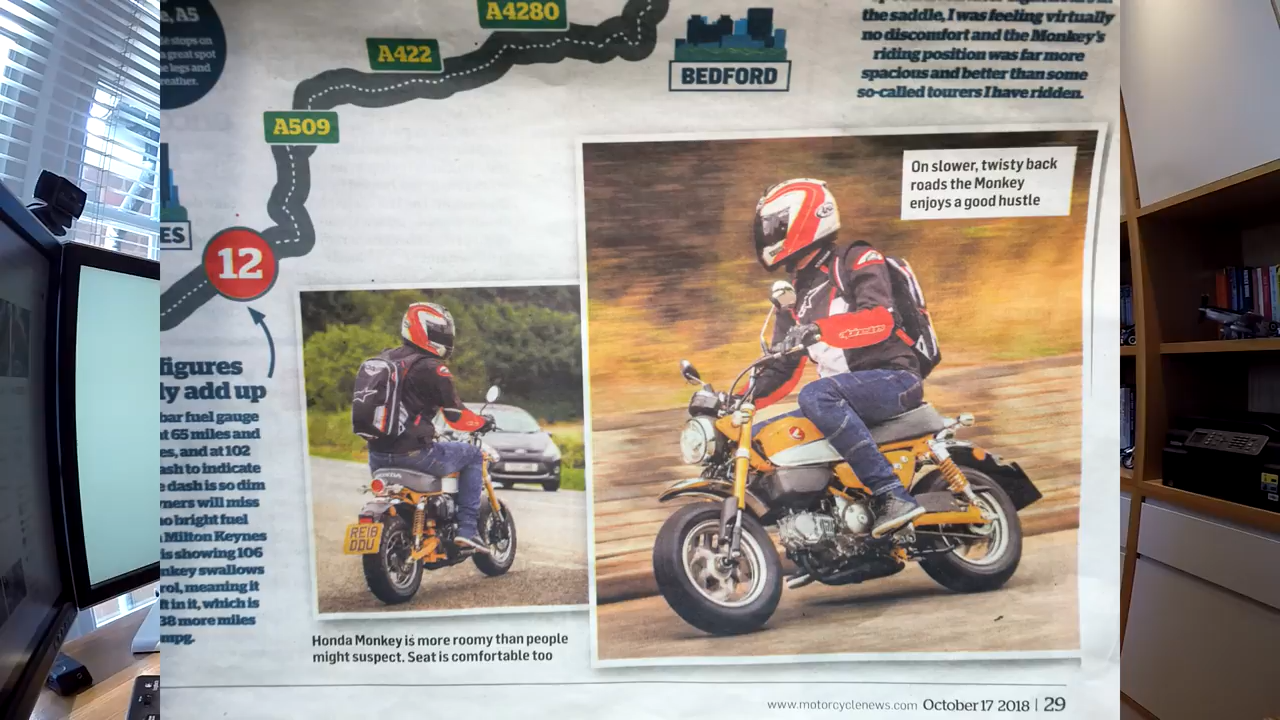 , A5
stops on
great spot
legs and
eather.
A4280
A422
A509
BEDFORD
the saddle, I was feeling virtually
no discomfort and the Monkey's
riding position was far more
spacious and better than some
so-called tourers I have ridden.
ES
12
figures
ly add up
bar fuel gauge
at 65 miles and
es, and at 102
ash to indicate
e dash is so dim
ners will miss
no bright fuel
Milton Keynes
is showing 106
nkey swallows
rol, meaning it
ft in it, which is
38 more miles
mpg.
On slower, twisty back
roads the Monkey
enjoys a good hustle
HONDA
RE18
DDU
Honda Monkey is more roomy than people
might suspect. Seat is comfortable too
www.motorcyclenews.com October 17 2018 | 29